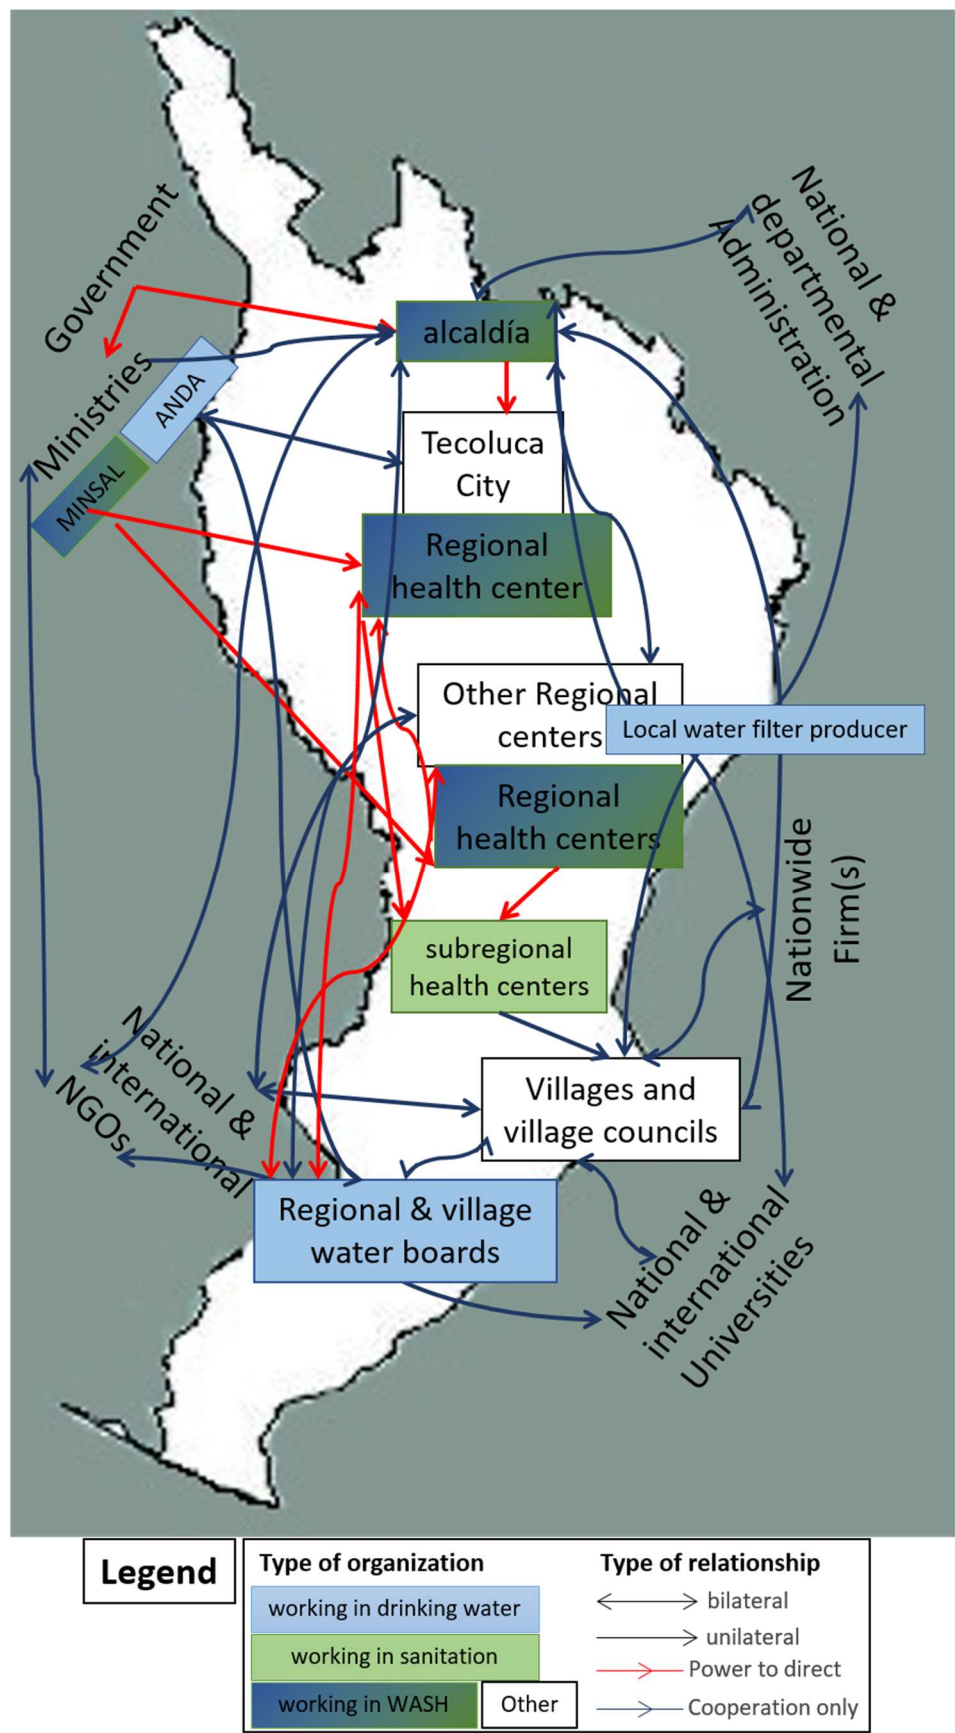 Government
Ministries
ANDA
MINSAL
National &
departmental
Administration
alcaldía
Tecoluca
City
Regional
health center
Other Regional
centers
Local water filter producer
Regional
health centers
Nationwide
Firm(s)
subregional
health centers
National &
international
NGOs
Villages and
village councils
Regional & village
water boards
National &
international
Universities
Legend
Type of organization
working in drinking water
working in sanitation
working in WASH
Other
Type of relationship
bilateral
unilateral
Power to direct
Cooperation only